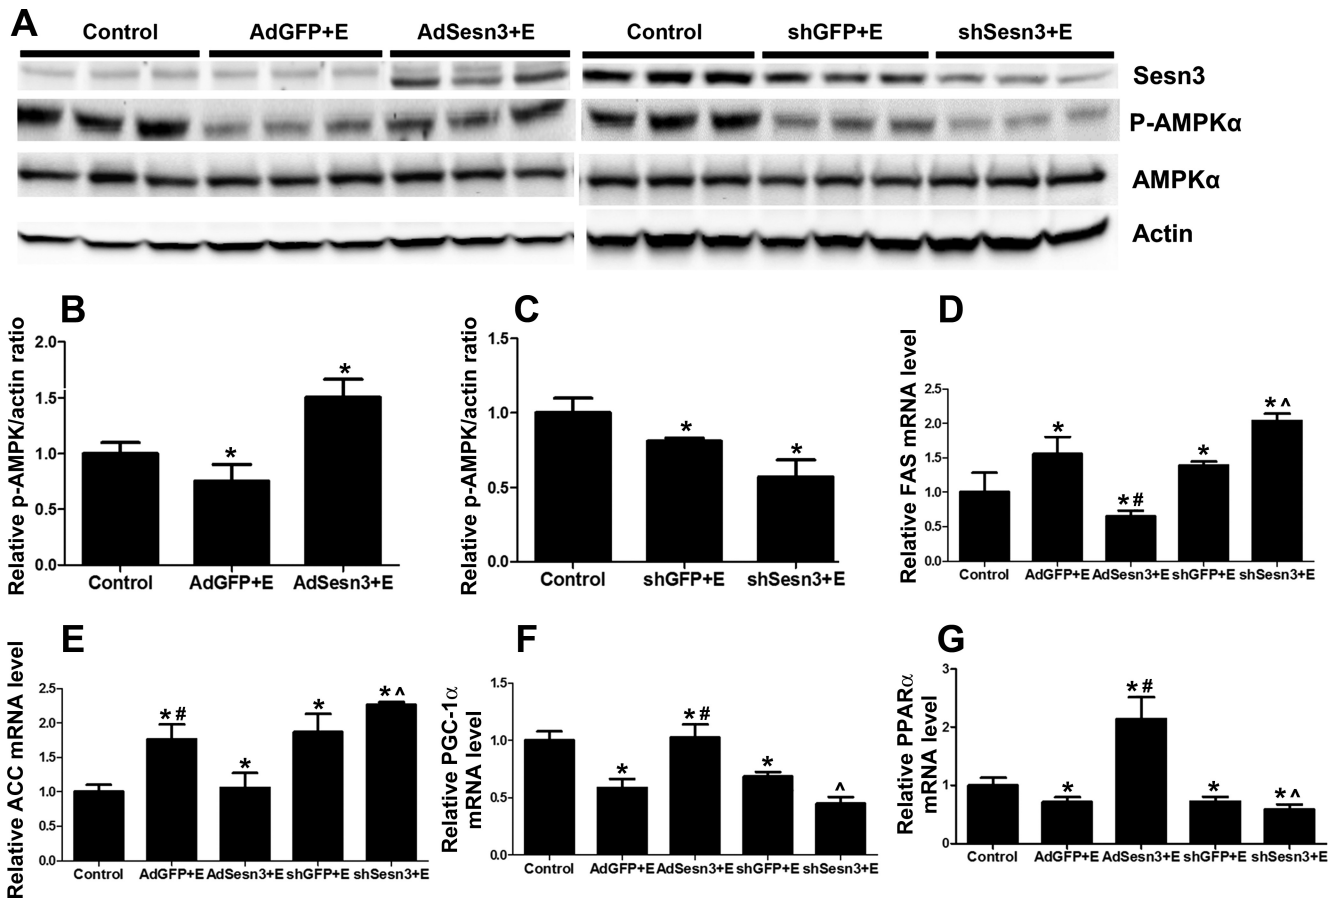 A
Control AdGFP+E AdSesn3+E Control shGFP+E shSesn3+E
Sesn3
P-AMPKα
AMPKα
Actin
B
Relative p-AMPK/actin ratio
2.0
1.5
1.0
0.5
0.0
* *
Control AdGFP+E AdSesn3+E
C
Relative p-AMPK/actin ratio
1.5
1.0
0.5
0.0
* *
Control shGFP+E shSesn3+E
D
Relative FAS mRNA level
2.5
2.0
1.5
1.0
0.5
0.0
* *# * *^
Control AdGFP+E AdSesn3+E shGFP+E shSesn3+E
E
Relative ACC mRNA level
2.5
2.0
1.5
1.0
0.5
0.0
*# * * *^
Control AdGFP+E AdSesn3+E shGFP+E shSesn3+E
F
Relative PGC-1α
mRNA level
1.5
1.0
0.5
0.0
* *# * ^
Control AdGFP+E AdSesn3+E shGFP+E shSesn3+E
G
Relative PPARα
mRNA level
3
2
1
0
* *# * *^
Control AdGFP+E AdSesn3+E shGFP+E shSesn3+E